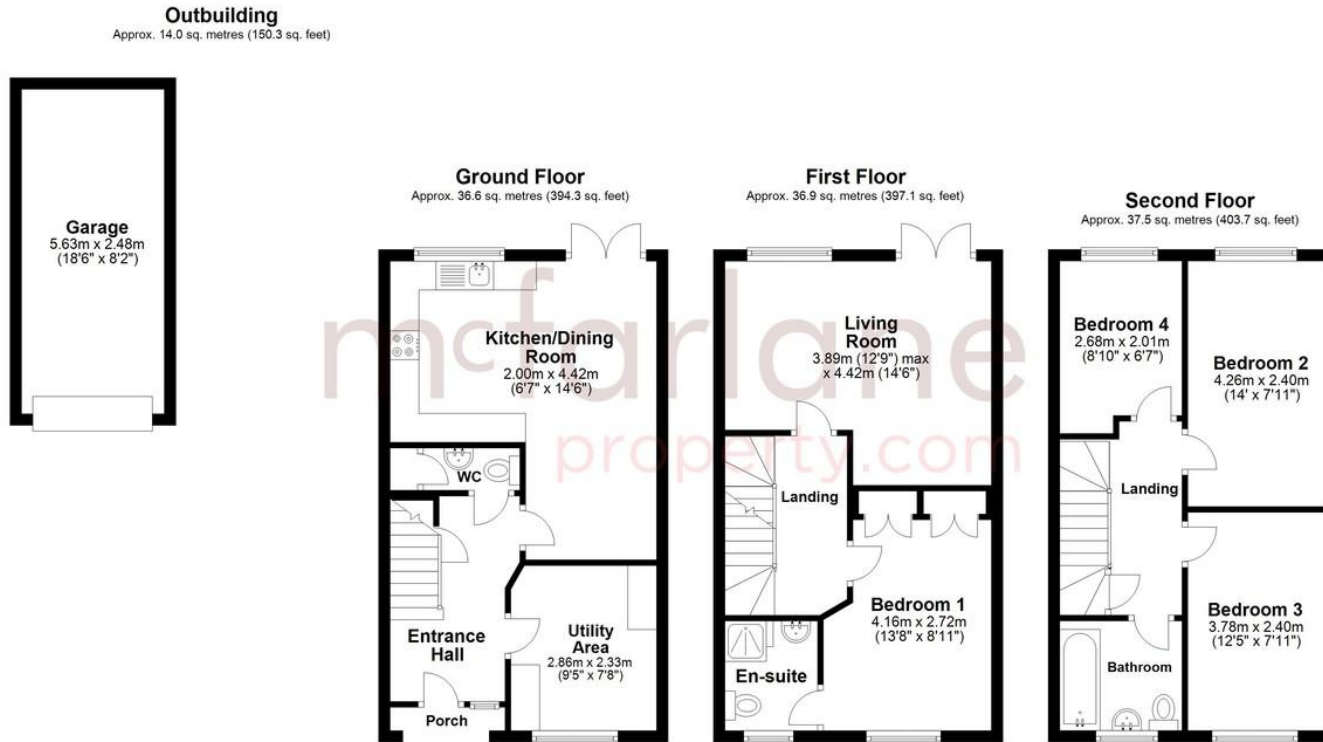 Outbuilding
Approx. 14.0 sq. metres (150.3 sq. feet)
Garage
5.63m x 2.48m
(18'6" x 8'2")
Ground Floor
Approx. 36.6 sq. metres (394.3 sq. feet)
Kitchen/Dining
Room
2.00m x 4.42m
(6'7" x 14'6")
WC
Entrance
Hall
Utility
Area
2.86m x 2.33m
(9'5" x 7'8")
Porch
First Floor
Approx. 36.9 sq. metres (397.1 sq. feet)
Living
Room
3.89m (12'9") max
x 4.42m (14'6")
Landing
Bedroom 1
4.16m x 2.72m
(13'8" x 8'11")
En-suite
Second Floor
Approx. 37.5 sq. metres (403.7 sq. feet)
Bedroom 4
2.68m x 2.01m
(8'10" x 6'7")
Bedroom 2
4.26m x 2.40m
(14' x 7'11")
Landing
Bedroom 3
3.78m x 2.40m
(12'5" x 7'11")
Bathroom
mcfarlane
property.com